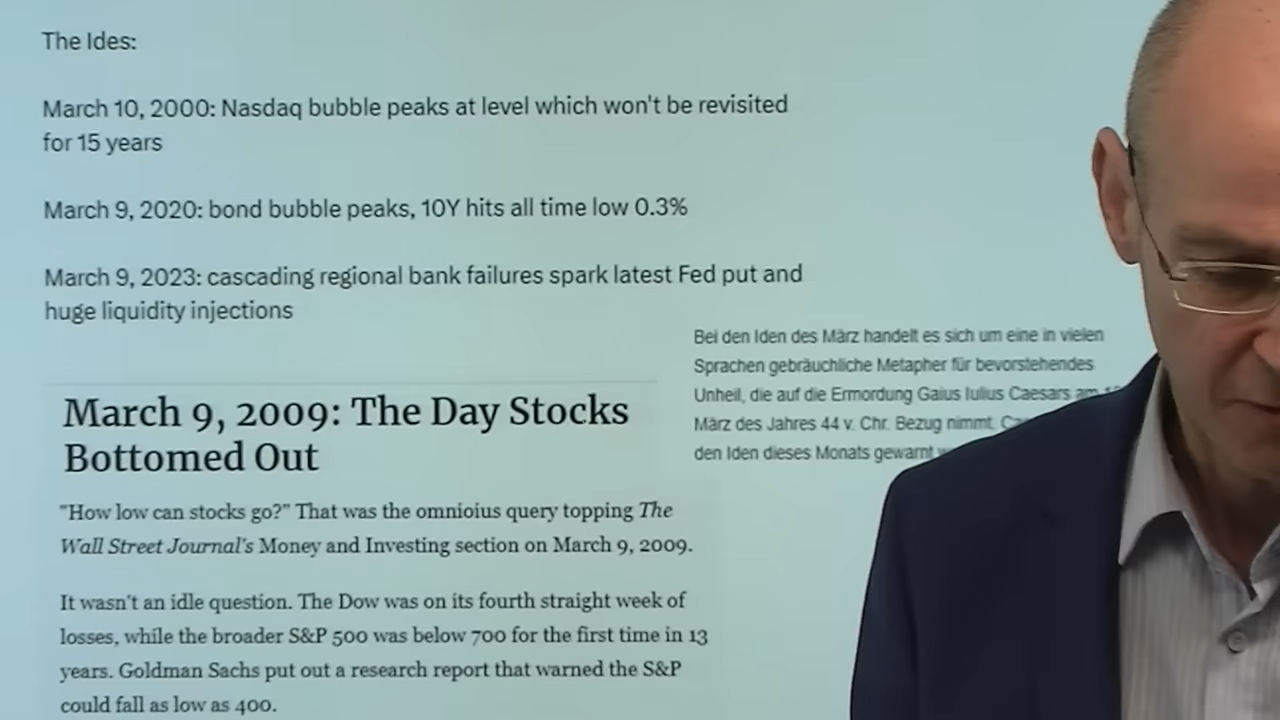 The Ides:
March 10, 2000: Nasdaq bubble peaks at level which won't be revisited
for 15 years
March 9, 2020: bond bubble peaks, 10Y hits all time low 0.3%
March 9, 2023: cascading regional bank failures spark latest Fed put and
huge liquidity injections
Bei den Iden des März handelt es sich um eine in vielen
Sprachen gebräuchliche Metapher für bevorstehendes
Unheil, die auf die Ermordung Gaius Iulius Caesars am
März des Jahres 44 v. Chr. Bezug nimmt.
den Iden dieses Monats gewarnt
March 9, 2009: The Day Stocks
Bottomed Out
"How low can stocks go?" That was the omnioius query topping The
Wall Street Journal's Money and Investing section on March 9, 2009.
It wasn't an idle question. The Dow was on its fourth straight week of
losses, while the broader S&P 500 was below 700 for the first time in 13
years. Goldman Sachs put out a research report that warned the S&P
could fall as low as 400.